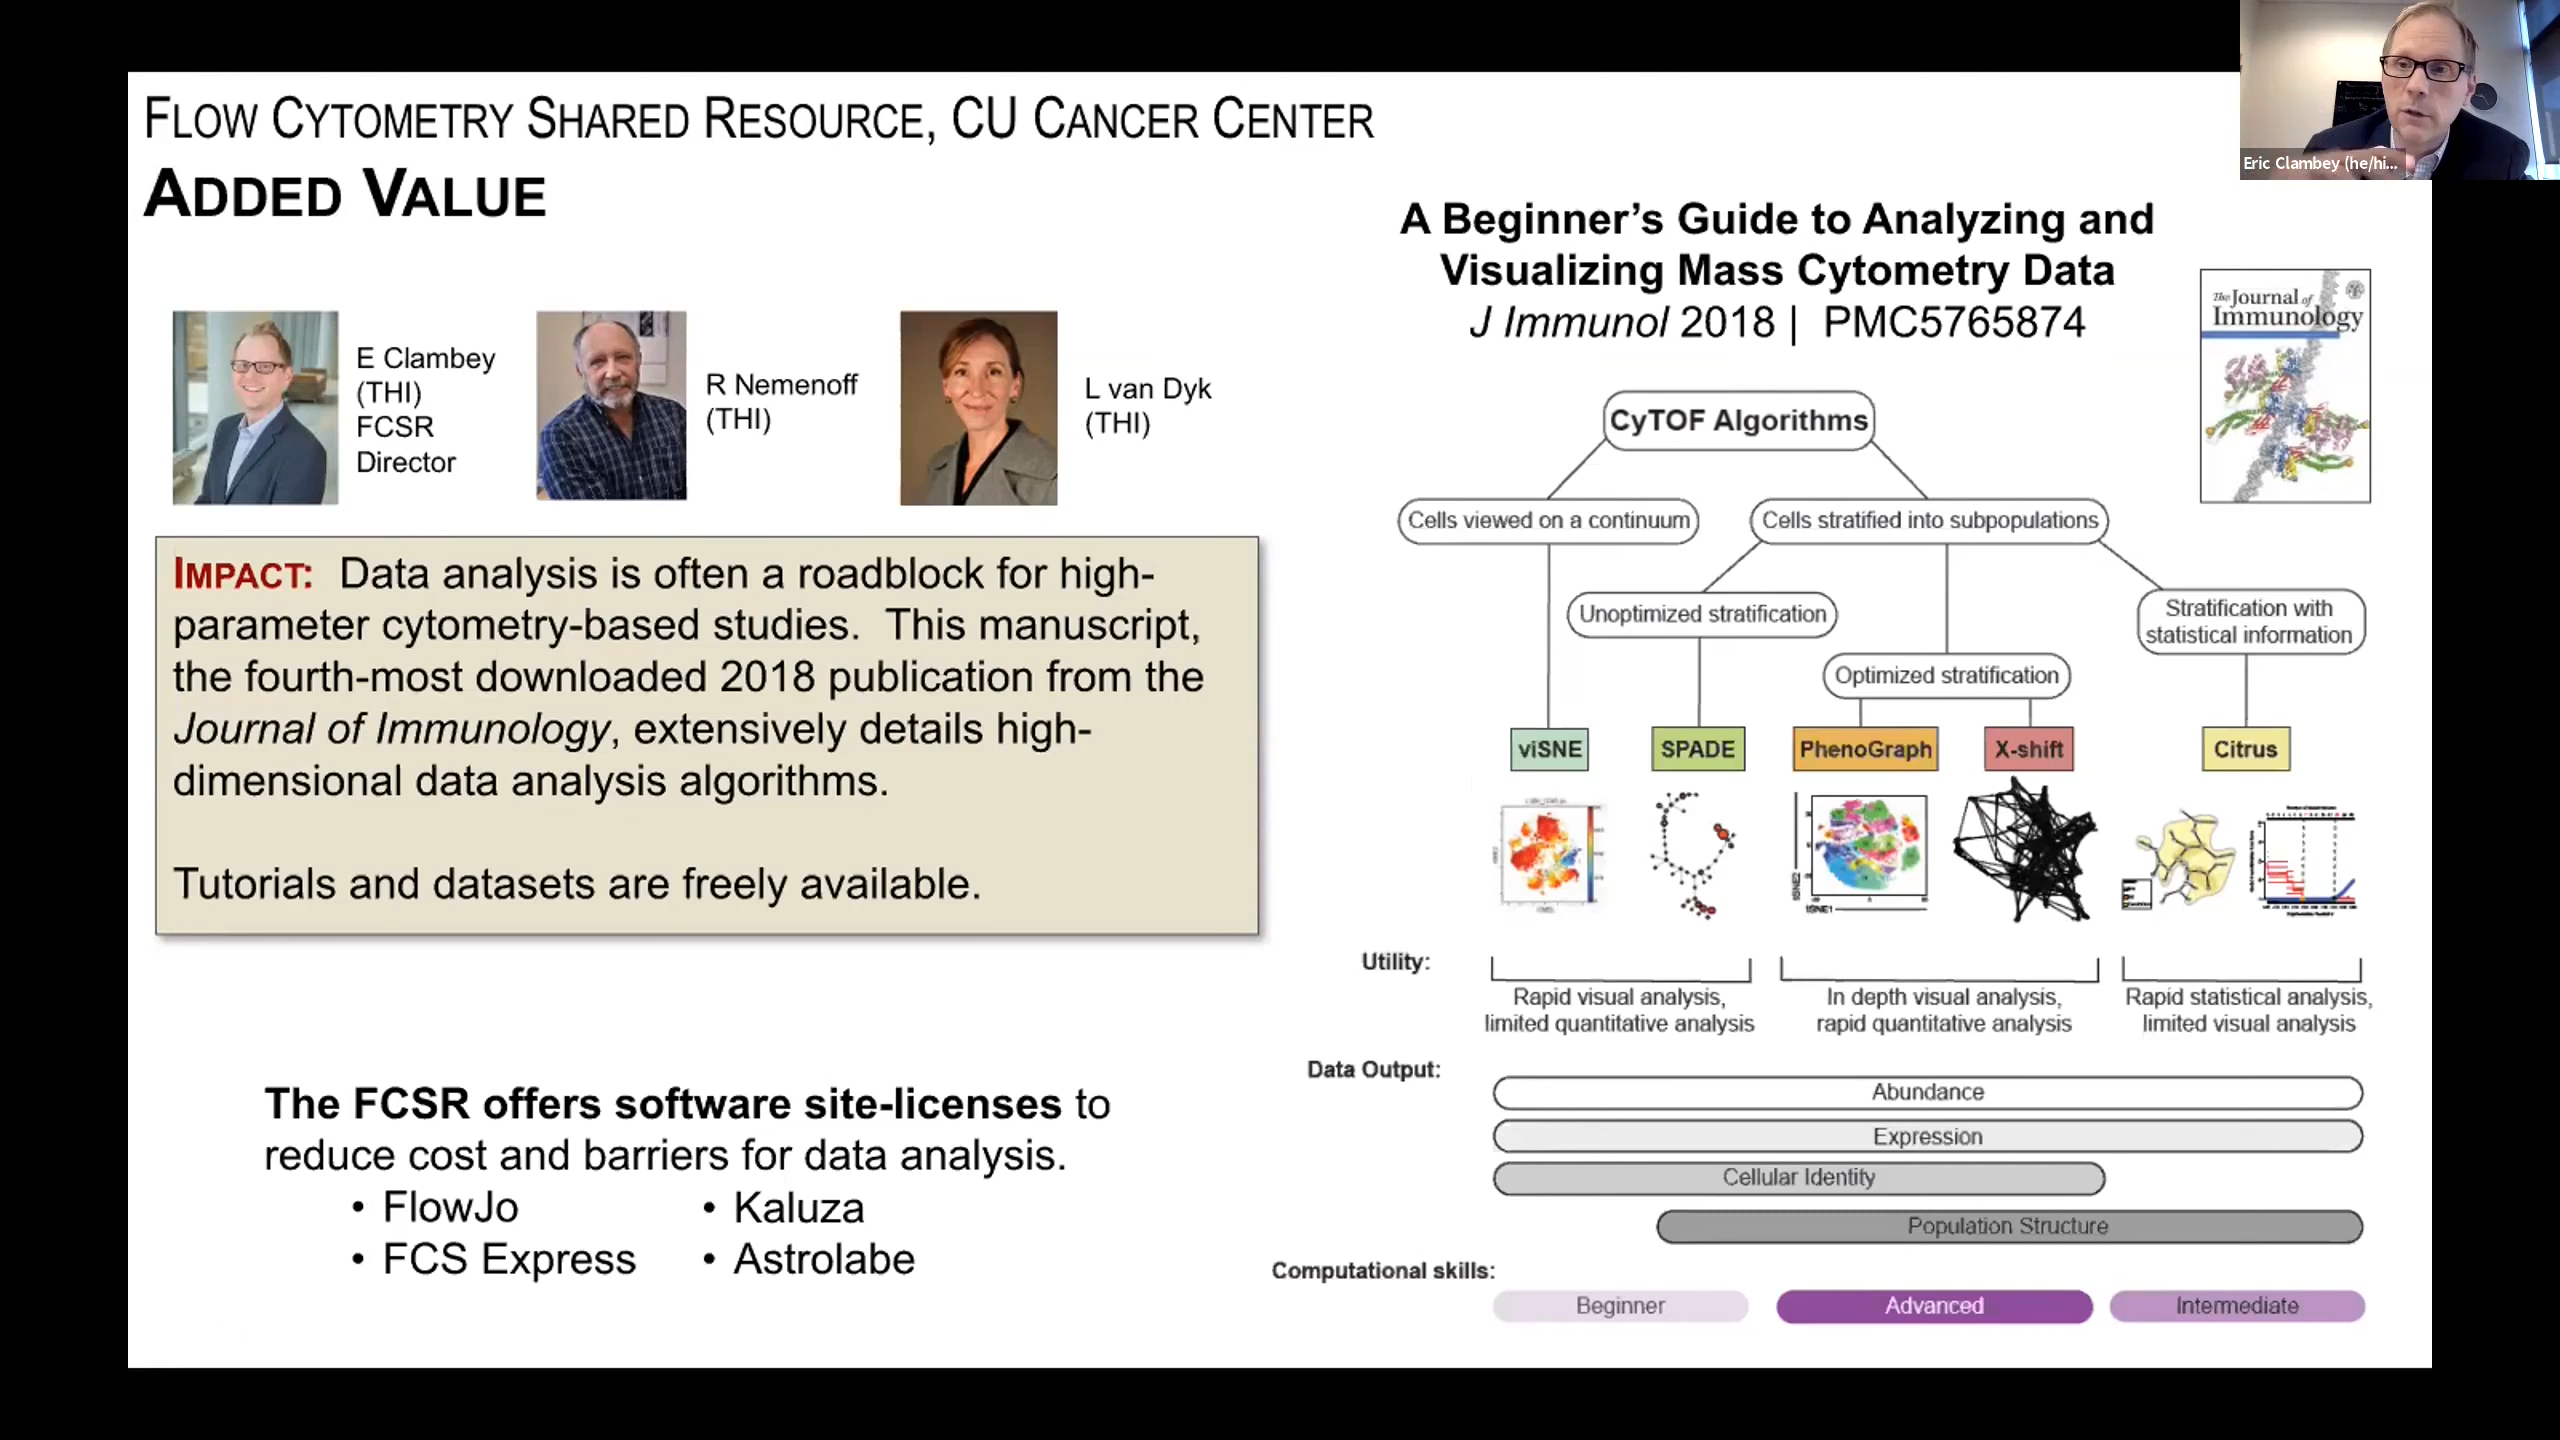 FLOW CYTOMETRY SHARED RESOURCE, CU CANCER CENTER
ADDED VALUE
Eric Clambey (he/hi...
E Clambey
(THI)
FCSR
Director
R Nemenoff
(THI)
L van Dyk
(THI)
IMPACT: Data analysis is often a roadblock for high-
parameter cytometry-based studies. This manuscript,
the fourth-most downloaded 2018 publication from the
Journal of Immunology, extensively details high-
dimensional data analysis algorithms.
Tutorials and datasets are freely available.
The FCSR offers software site-licenses to
reduce cost and barriers for data analysis.
• FlowJo
• FCS Express
• Kaluza
• Astrolabe
A Beginner’s Guide to Analyzing and
Visualizing Mass Cytometry Data
J Immunol 2018 | PMC5765874
The Journal of
Immunology
CyTOF Algorithms
Cells viewed on a continuum
Cells stratified into subpopulations
Unoptimized stratification
Stratification with
statistical information
Optimized stratification
viSNE
SPADE
PhenoGraph
X-shift
Citrus
tSNE2
tSNE1
Utility:
Rapid visual analysis,
limited quantitative analysis
In depth visual analysis,
rapid quantitative analysis
Rapid statistical analysis,
limited visual analysis
Data Output:
Abundance
Expression
Cellular Identity
Population Structure
Computational skills:
Beginner
Advanced
Intermediate